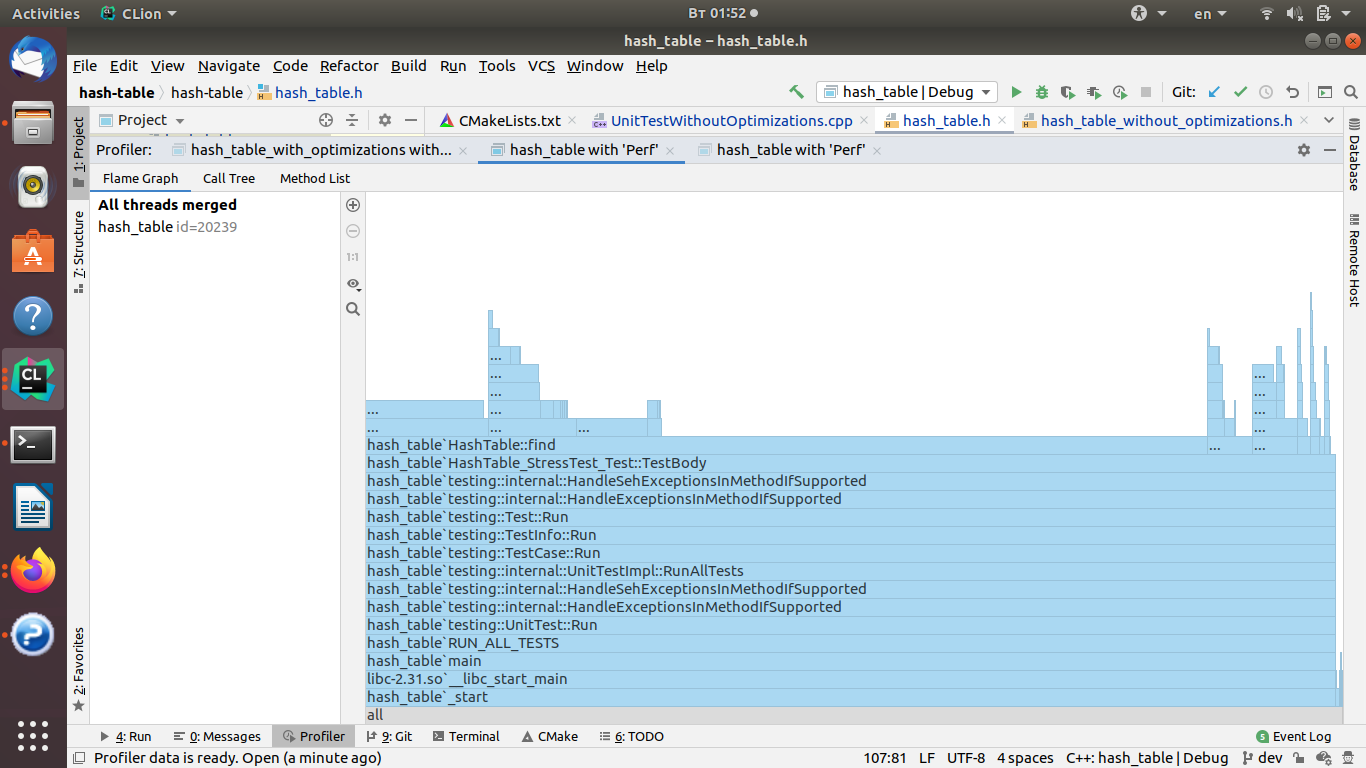 Activities CLion Вт 01:52 en
hash_table – hash_table.h
File Edit View Navigate Code Refactor Build Run Tools VCS Window Help
hash-table hash-table hash_table.h hash_table | Debug Git:
1: Project Project CMakeLists.txt UnitTestWithoutOptimizations.cpp hash_table.h hash_table_without_optimizations.h Database
Profiler: hash_table_with_optimizations with... hash_table with 'Perf' hash_table with 'Perf'
Flame Graph Call Tree Method List
All threads merged
hash_table id=20239
7: Structure Remote Host
1:1
...
...
...
... ...
... ... ...
... ... ... ...
hash_table`HashTable::find ... ...
hash_table`HashTable_StressTest_Test::TestBody
hash_table`testing::internal::HandleSehExceptionsInMethodIfSupported
hash_table`testing::internal::HandleExceptionsInMethodIfSupported
hash_table`testing::Test::Run
hash_table`testing::TestInfo::Run
hash_table`testing::TestCase::Run
hash_table`testing::internal::UnitTestImpl::RunAllTests
hash_table`testing::internal::HandleSehExceptionsInMethodIfSupported
hash_table`testing::internal::HandleExceptionsInMethodIfSupported
hash_table`testing::UnitTest::Run
hash_table`RUN_ALL_TESTS
hash_table`main
libc-2.31.so`__libc_start_main
hash_table`_start
all
2: Favorites
4: Run 0: Messages Profiler 9: Git Terminal CMake 6: TODO 5 Event Log
Profiler data is ready. Open (a minute ago) 107:81 LF UTF-8 4 spaces C++: hash_table | Debug dev